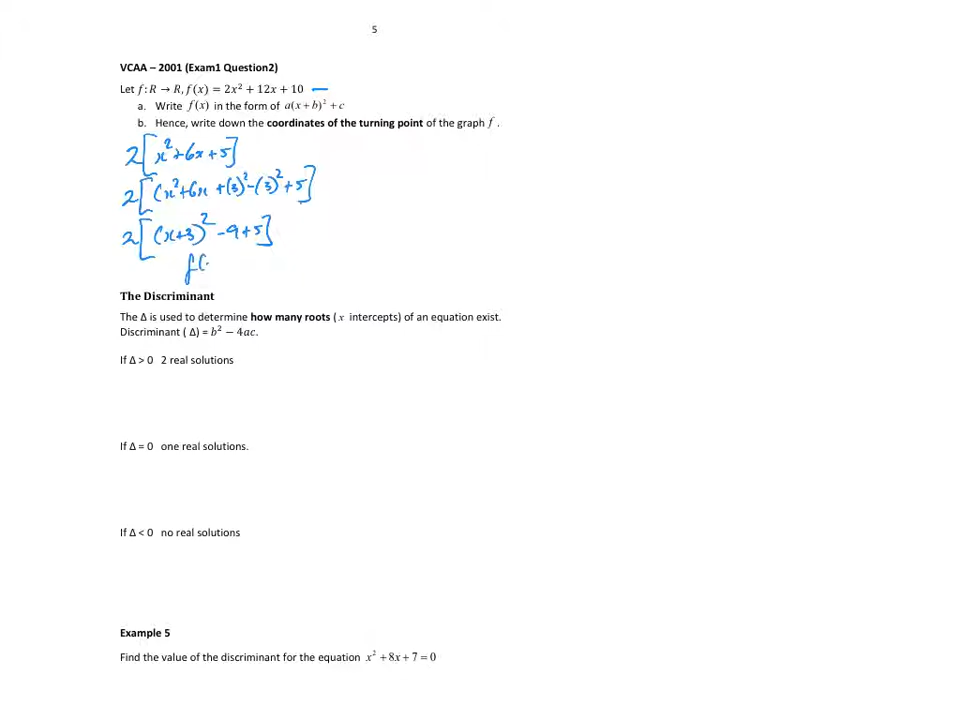 5
VCAA – 2001 (Exam1 Question2)
Let f: R → R, f(x) = 2x² + 12x + 10
a. Write f(x) in the form of a(x+b)² + c
b. Hence, write down the coordinates of the turning point of the graph f .
2[x²+6x+5]
2[(x²+6x+(3)²-(3)²+5]
2[(x+3)²-9+5]
f(
The Discriminant
The Δ is used to determine how many roots ( x intercepts) of an equation exist.
Discriminant ( Δ) = b² − 4ac.
If Δ > 0 2 real solutions
If Δ = 0 one real solutions.
If Δ < 0 no real solutions
Example 5
Find the value of the discriminant for the equation x² + 8x + 7 = 0